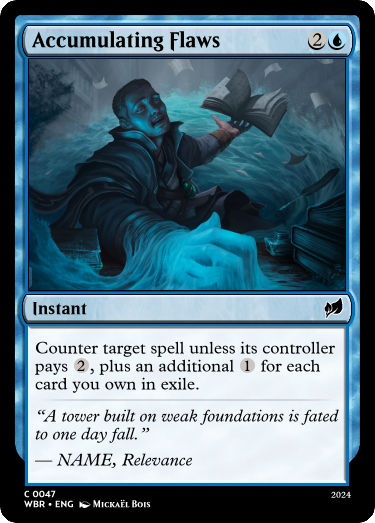 Accumulating Flaws 2
Instant
Counter target spell unless its controller
pays 2, plus an additional 1 for each
card you own in exile.
“A tower built on weak foundations is fated
to one day fall.”
— NAME, Relevance
C 0047
2024
WBR • ENG Mickaël Bois